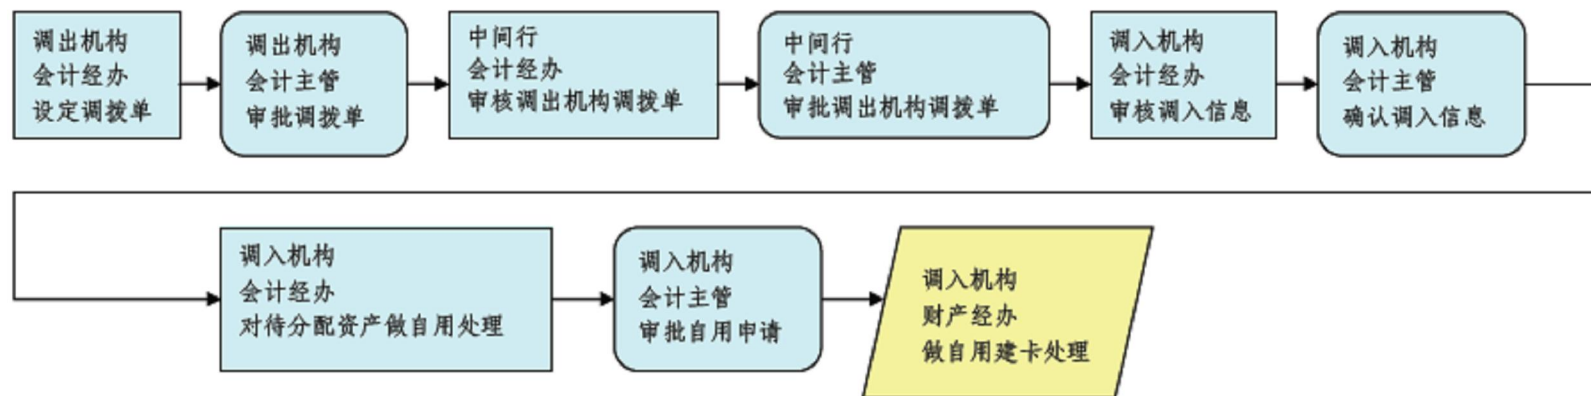 调出机构
会计经办
设定调拨单
调出机构
会计主管
审批调拨单
中间行
会计经办
审核调出机构调拨单
中间行
会计主管
审批调出机构调拨单
调入机构
会计经办
审核调入信息
调入机构
会计主管
确认调入信息
调入机构
会计经办
对待分配资产做自用处理
调入机构
会计主管
审批自用申请
调入机构
财产经办
做自用建卡处理